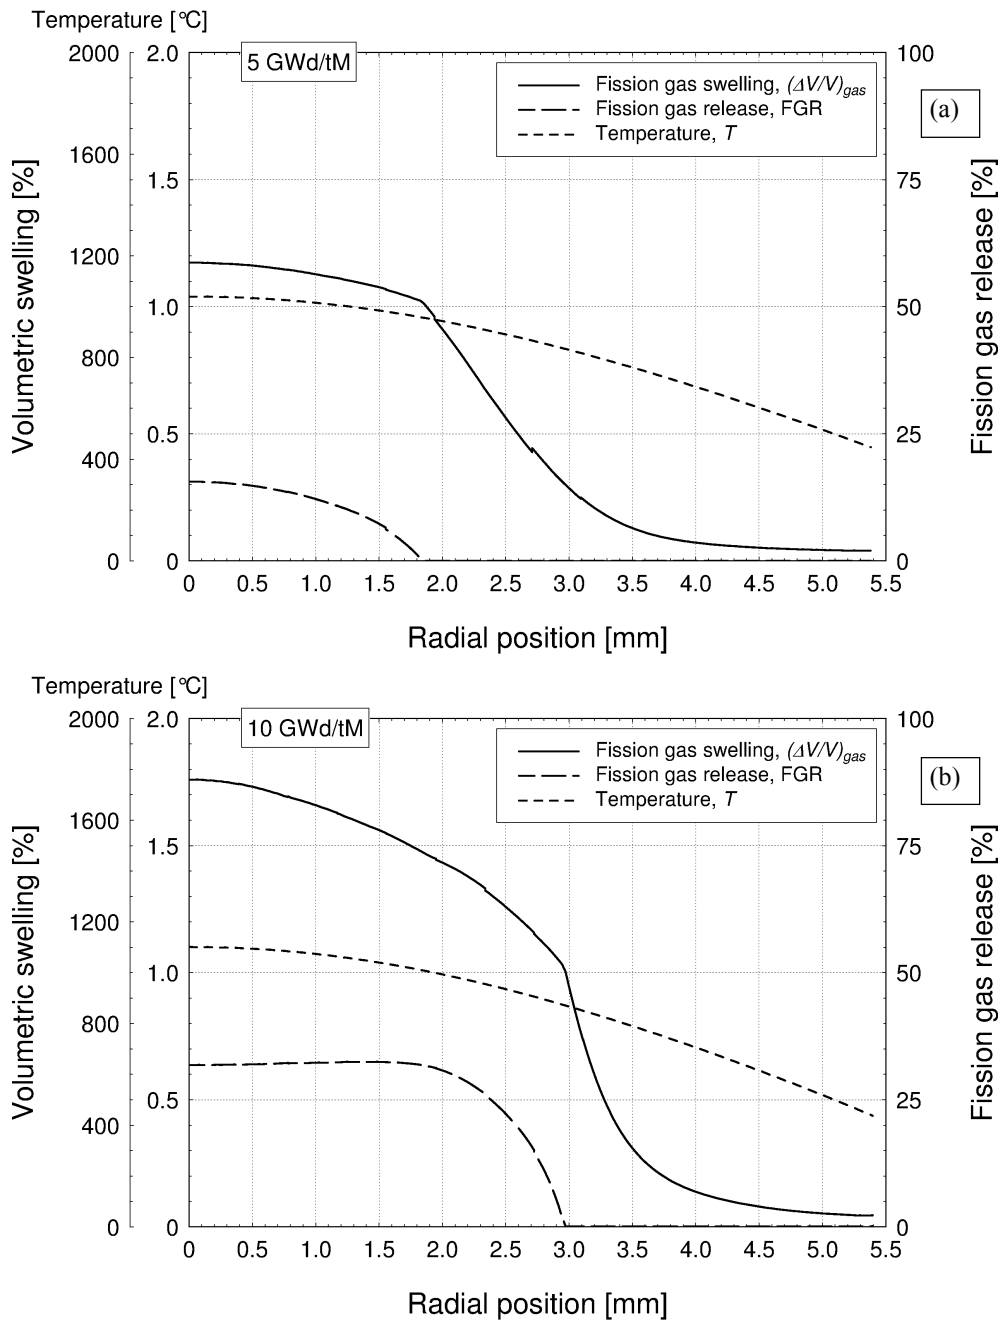 Temperature [°C]
5 GWd/tM
(a)
Fission gas swelling, (ΔV/V)gas
Fission gas release, FGR
Temperature, T
2000
1600
1200
800
400
0
Volumetric swelling [%]
2.0
1.5
1.0
0.5
0
100
75
50
25
0
Fission gas release [%]
0 0.5 1.0 1.5 2.0 2.5 3.0 3.5 4.0 4.5 5.0 5.5
Radial position [mm]
Temperature [°C]
10 GWd/tM
(b)
Fission gas swelling, (ΔV/V)gas
Fission gas release, FGR
Temperature, T
2000
1600
1200
800
400
0
Volumetric swelling [%]
2.0
1.5
1.0
0.5
0
100
75
50
25
0
Fission gas release [%]
0 0.5 1.0 1.5 2.0 2.5 3.0 3.5 4.0 4.5 5.0 5.5
Radial position [mm]